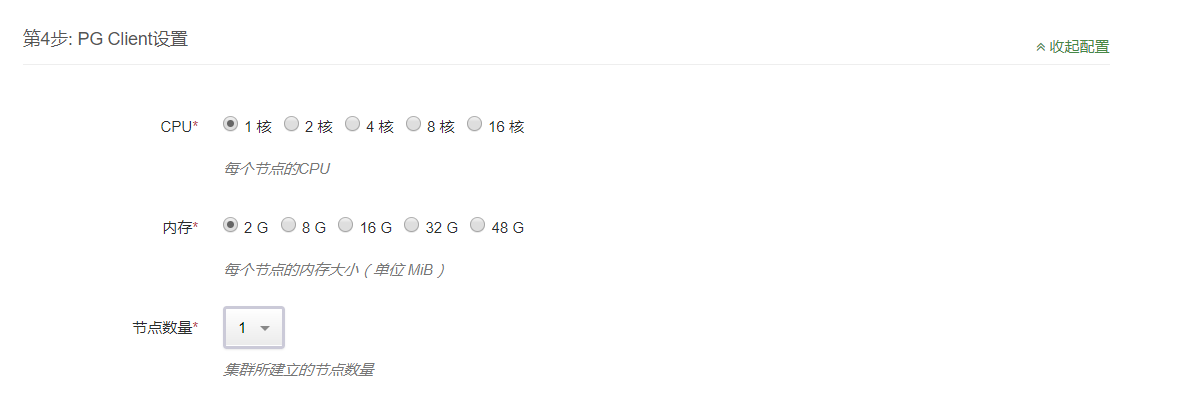 第4步: PG Client设置
收起配置
CPU* 1 核 2 核 4 核 8 核 16 核
每个节点的CPU
内存* 2 G 8 G 16 G 32 G 48 G
每个节点的内存大小（单位 MiB）
节点数量* 1
集群所建立的节点数量